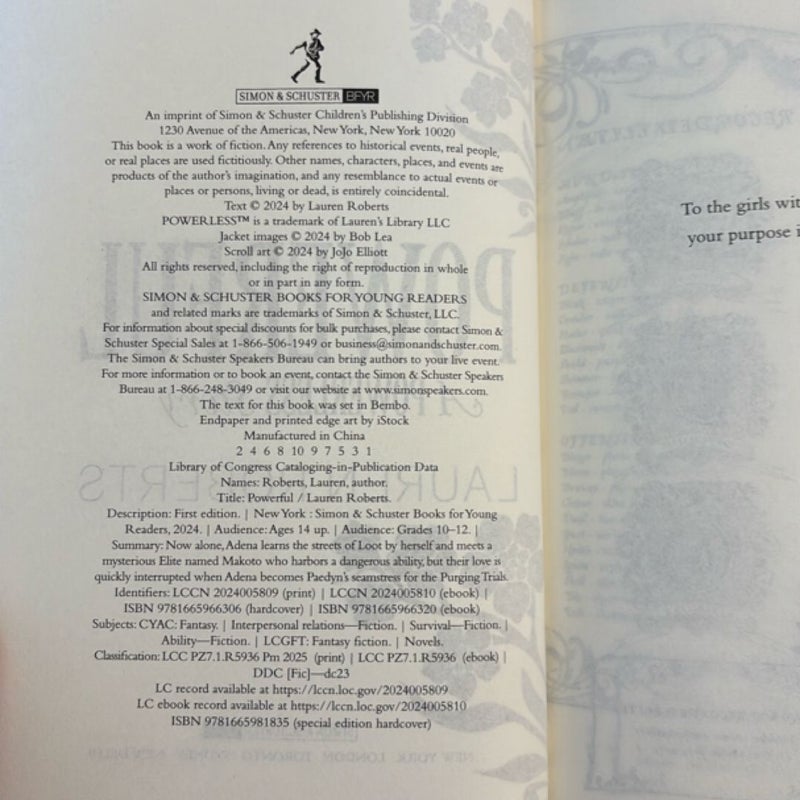 SIMON & SCHUSTER BFYR
An imprint of Simon & Schuster Children's Publishing Division
1230 Avenue of the Americas, New York, New York 10020
This book is a work of fiction. Any references to historical events, real people,
or real places are used fictitiously. Other names, characters, places, and events are
products of the author's imagination, and any resemblance to actual events or
places or persons, living or dead, is entirely coincidental.
Text © 2024 by Lauren Roberts
POWERLESS™ is a trademark of Lauren's Library LLC
Jacket images © 2024 by Bob Lea
Scroll art © 2024 by JoJo Elliott
All rights reserved, including the right of reproduction in whole
or in part in any form.
SIMON & SCHUSTER BOOKS FOR YOUNG READERS
and related marks are trademarks of Simon & Schuster, LLC.
For information about special discounts for bulk purchases, please contact Simon &
Schuster Special Sales at 1-866-506-1949 or business@simonandschuster.com.
The Simon & Schuster Speakers Bureau can bring authors to your live event.
For more information or to book an event, contact the Simon & Schuster Speakers
Bureau at 1-866-248-3049 or visit our website at www.simonspeakers.com.
The text for this book was set in Bembo.
Endpaper and printed edge art by iStock
Manufactured in China
2 4 6 8 10 9 7 5 3 1
Library of Congress Cataloging-in-Publication Data
Names: Roberts, Lauren, author.
Title: Powerful / Lauren Roberts.
Description: First edition. | New York : Simon & Schuster Books for Young
Readers, 2024. | Audience: Ages 14 up. | Audience: Grades 10–12. |
Summary: Now alone, Adena learns the streets of Loot by herself and meets a
mysterious Elite named Makoto who harbors a dangerous ability, but their love is
quickly interrupted when Adena becomes Paedyn's seamstress for the Purging Trials.
Identifiers: LCCN 2024005809 (print) | LCCN 2024005810 (ebook) |
ISBN 9781665966306 (hardcover) | ISBN 9781665966320 (ebook)
Subjects: CYAC: Fantasy. | Interpersonal relations—Fiction. | Survival—Fiction. |
Ability—Fiction. | LCGFT: Fantasy fiction. | Novels.
Classification: LCC PZ7.1.R5936 Pm 2025 (print) | LCC PZ7.1.R5936 (ebook) |
DDC [Fic]—dc23
LC record available at https://lccn.loc.gov/2024005809
LC ebook record available at https://lccn.loc.gov/2024005810
ISBN 9781665981835 (special edition hardcover)
To the girls wit
your purpose i